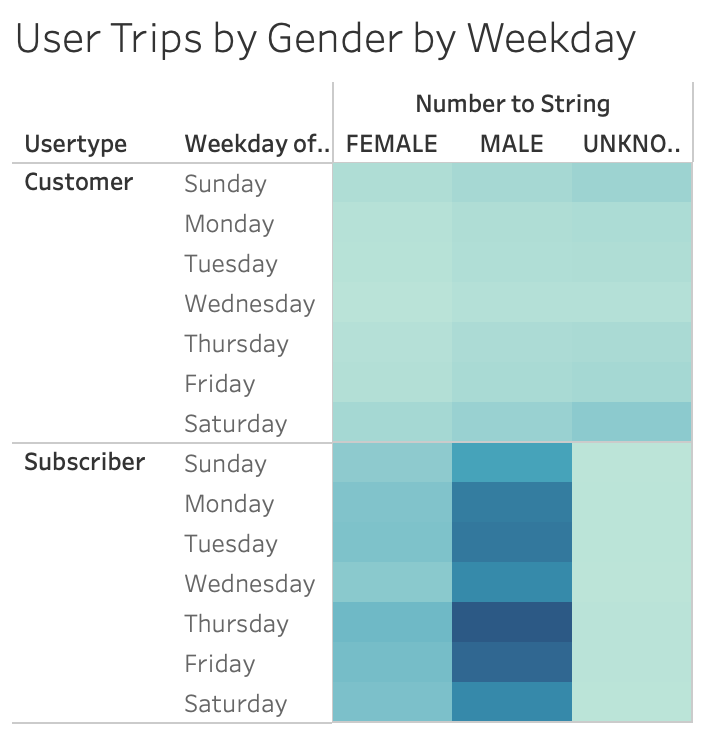 User Trips by Gender by Weekday
Number to String
Usertype Weekday of.. FEMALE MALE UNKNO..
Customer Sunday
Monday
Tuesday
Wednesday
Thursday
Friday
Saturday
Subscriber Sunday
Monday
Tuesday
Wednesday
Thursday
Friday
Saturday